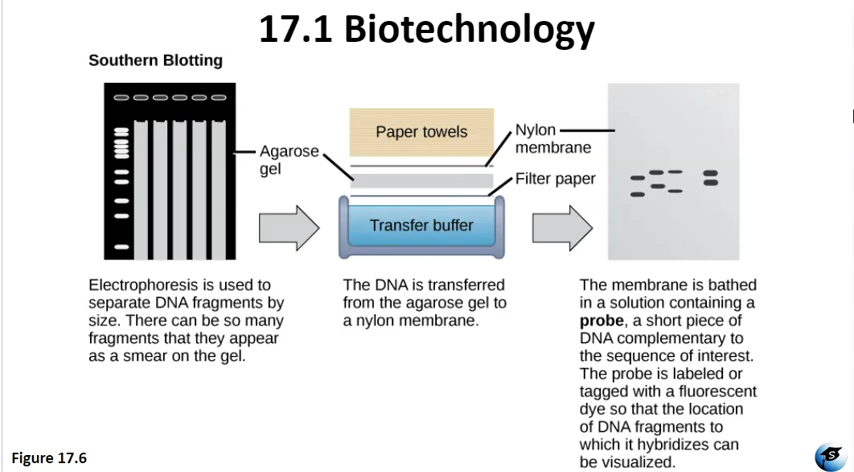 17.1 Biotechnology
Southern Blotting
Agarose
gel
Paper towels
Nylon
membrane
Filter paper
Transfer buffer
Electrophoresis is used to
separate DNA fragments by
size. There can be so many
fragments that they appear
as a smear on the gel.
The DNA is transferred
from the agarose gel to
a nylon membrane.
The membrane is bathed
in a solution containing a
probe, a short piece of
DNA complementary to
the sequence of interest.
The probe is labeled or
tagged with a fluorescent
dye so that the location
of DNA fragments to
which it hybridizes can
be visualized.
Figure 17.6
S